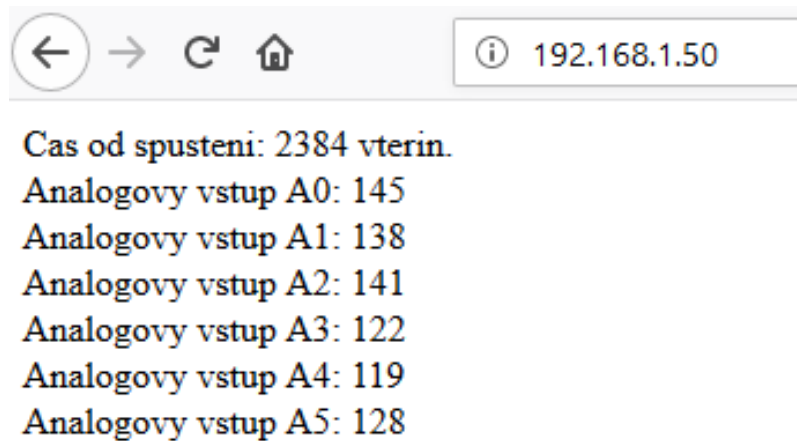 192.168.1.50
Cas od spusteni: 2384 vterin.
Analogovy vstup A0: 145
Analogovy vstup A1: 138
Analogovy vstup A2: 141
Analogovy vstup A3: 122
Analogovy vstup A4: 119
Analogovy vstup A5: 128